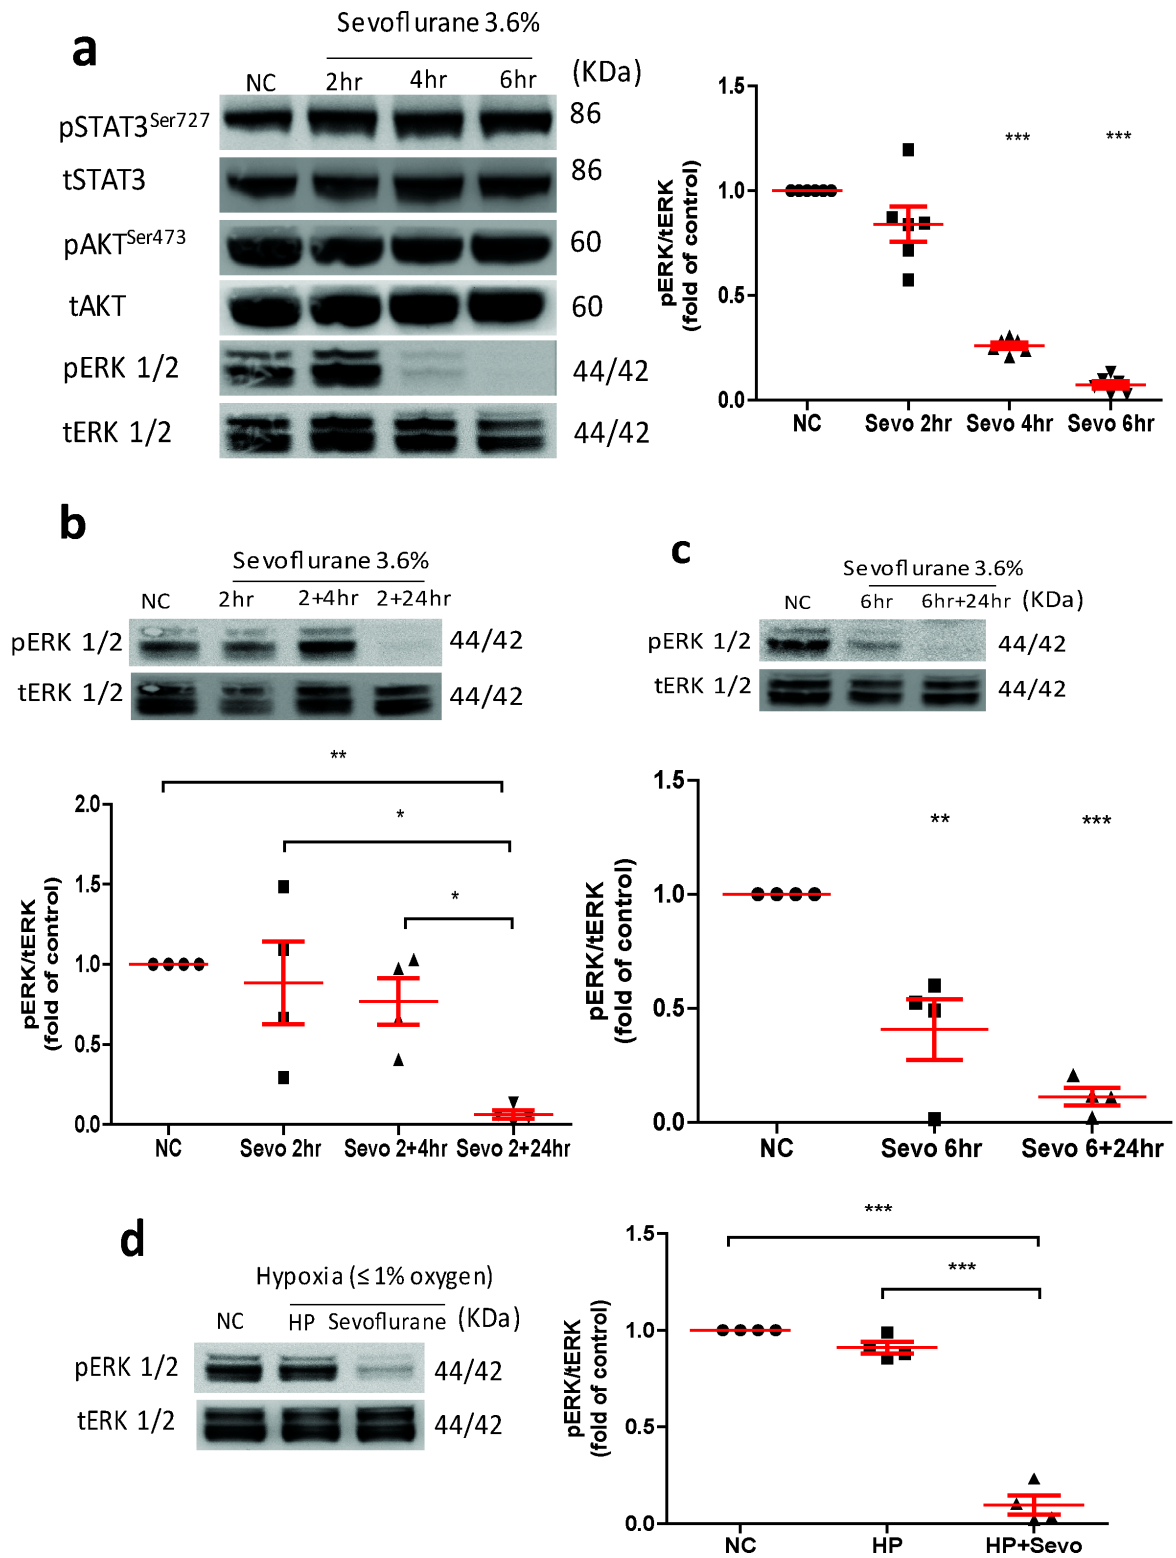 a
Sevoflurane 3.6%
NC 2hr 4hr 6hr (KDa)
pSTAT3Ser727 86
tSTAT3 86
pAKTSer473 60
tAKT 60
pERK 1/2 44/42
tERK 1/2 44/42
1.5
1.0
0.5
0.0
pERK/tERK
(fold of control)
*** ***
NC Sevo 2hr Sevo 4hr Sevo 6hr
b
Sevoflurane 3.6%
NC 2hr 2+4hr 2+24hr
pERK 1/2 44/42
tERK 1/2 44/42
**
*
*
2.0
1.5
1.0
0.5
0.0
pERK/tERK
(fold of control)
NC Sevo 2hr Sevo 2+4hr Sevo 2+24hr
c
Sevoflurane 3.6%
NC 6hr 6hr+24hr (KDa)
pERK 1/2 44/42
tERK 1/2 44/42
1.5
1.0
0.5
0.0
pERK/tERK
(fold of control)
** ***
NC Sevo 6hr Sevo 6+24hr
d
Hypoxia (≤ 1% oxygen)
NC HP Sevoflurane (KDa)
pERK 1/2 44/42
tERK 1/2 44/42
***
***
1.5
1.0
0.5
0.0
pERK/tERK
(fold of control)
NC HP HP+Sevo